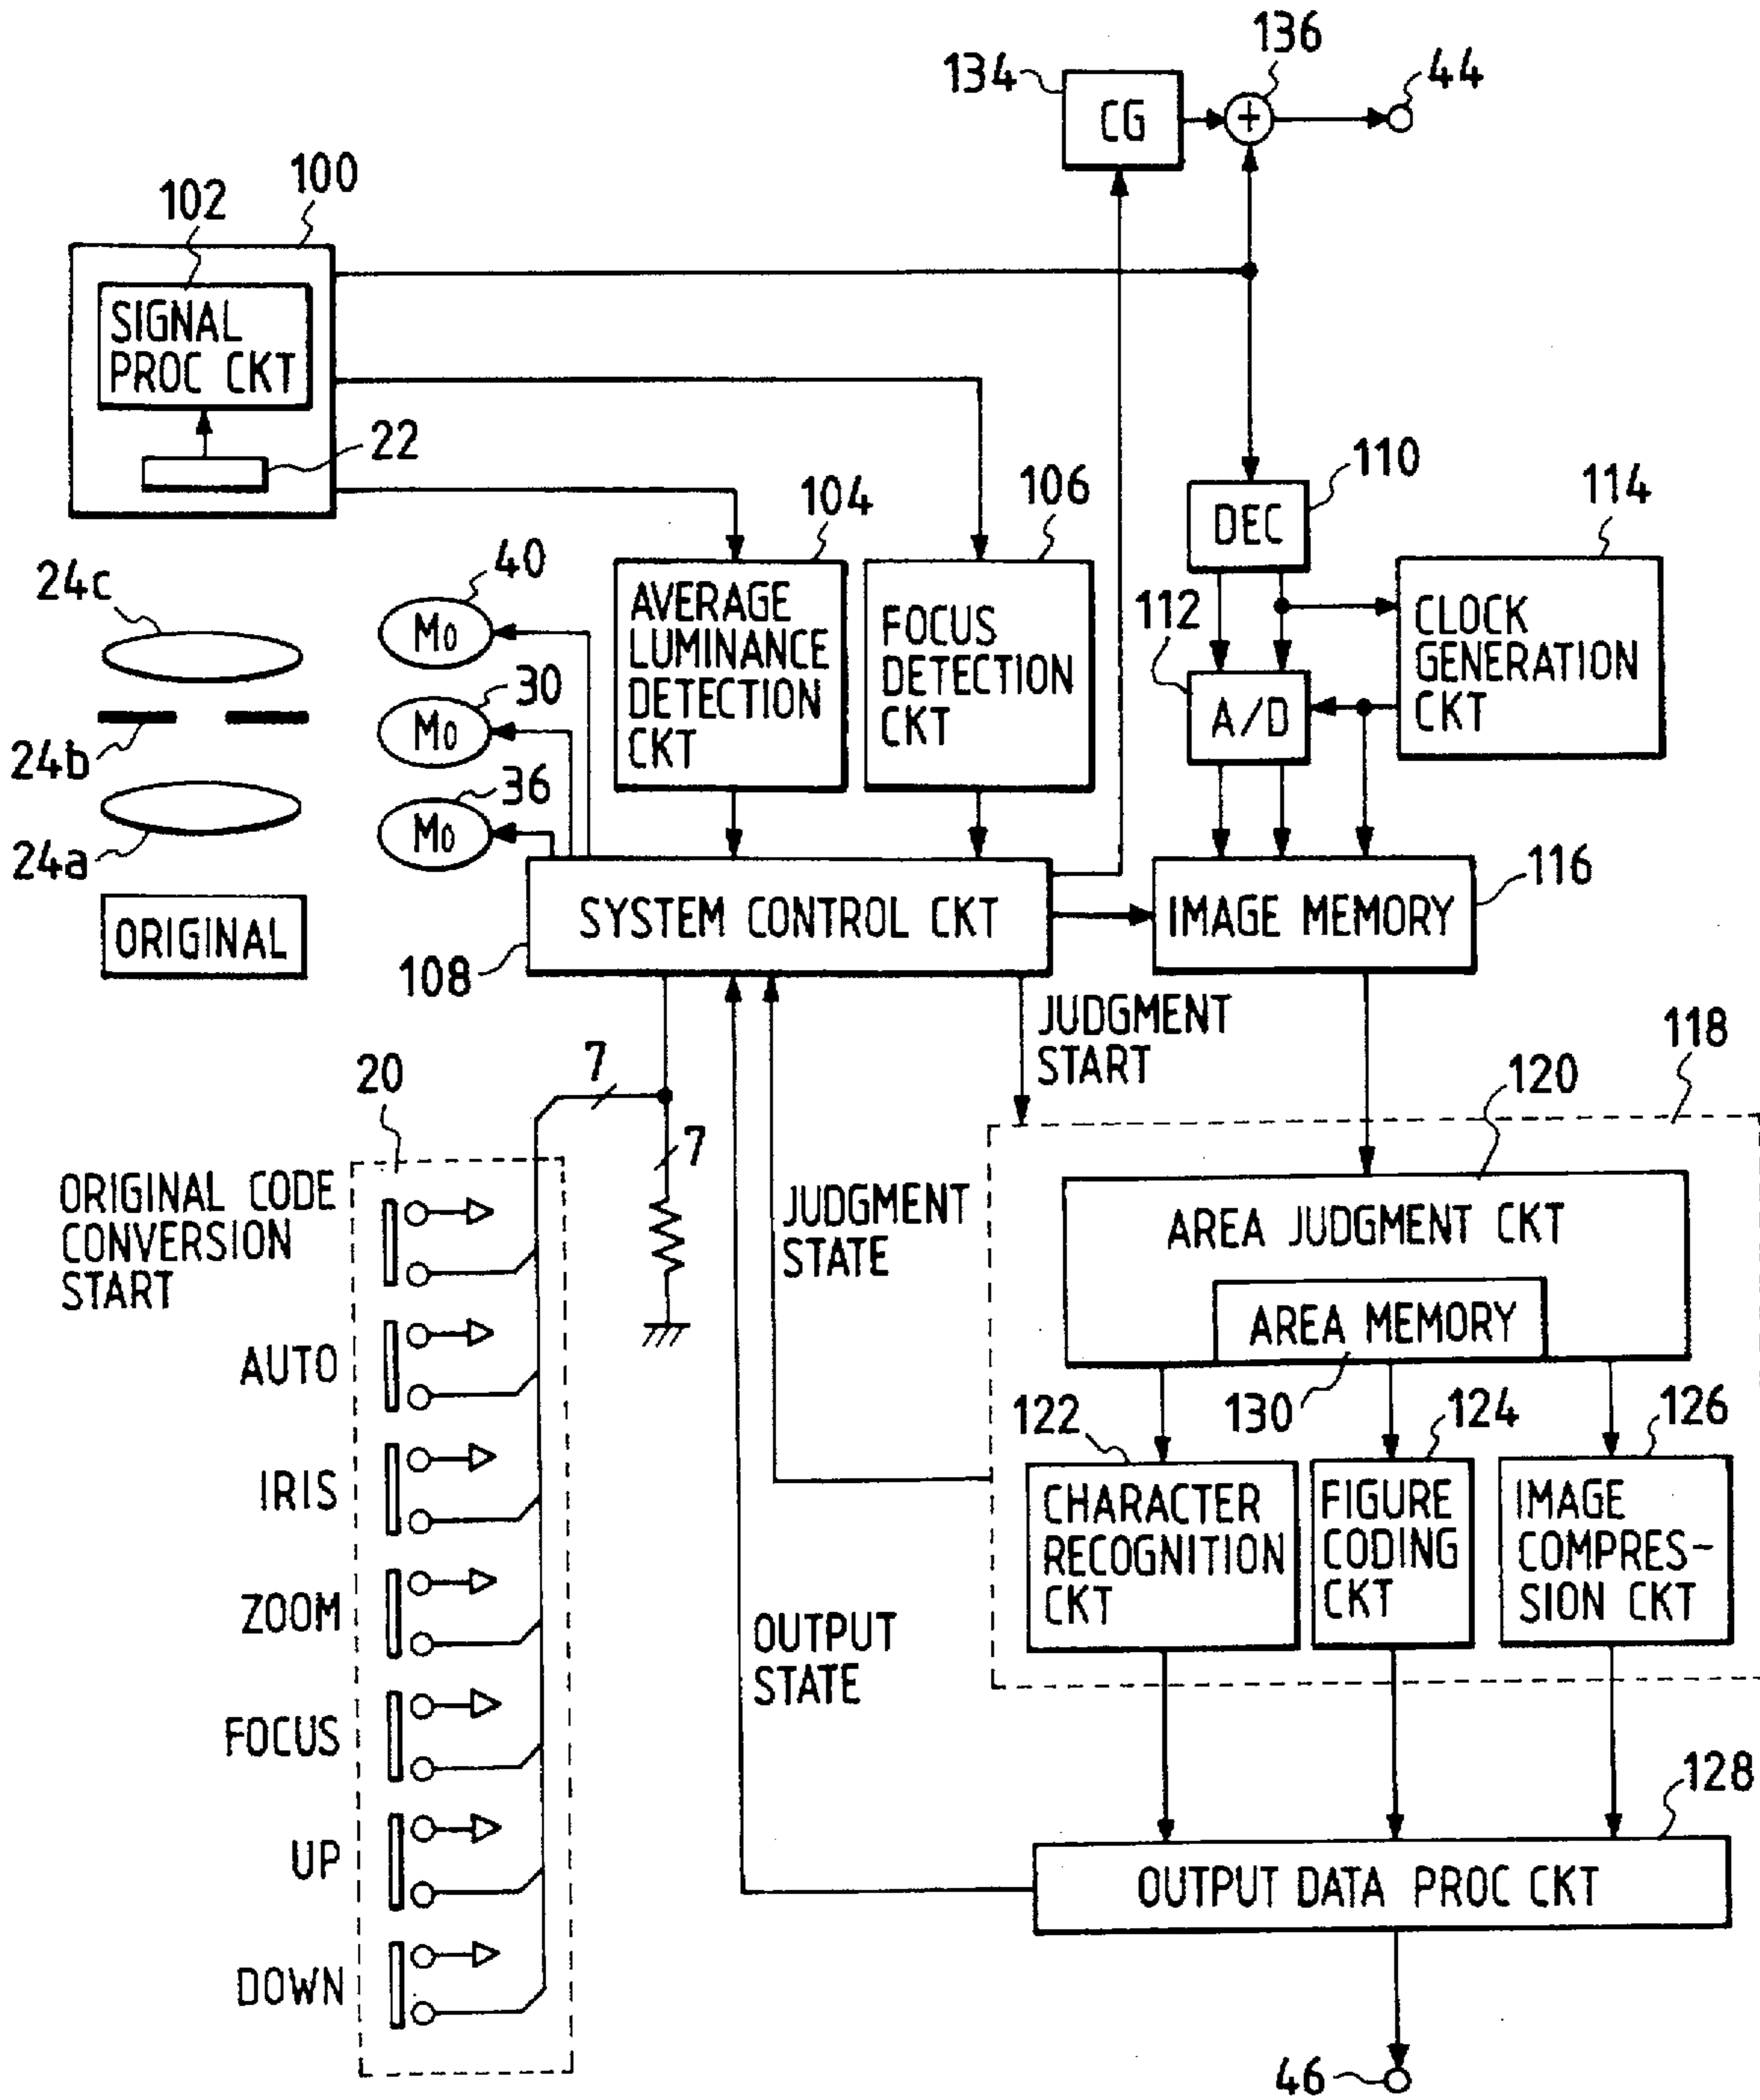 134
CG
136
44
102
100
SIGNAL
PROC CKT
22
110
DEC
114
104
106
40
24c
Mo
AVERAGE
LUMINANCE
DETECTION
CKT
FOCUS
DETECTION
CKT
112
A/D
CLOCK
GENERATION
CKT
30
Mo
24b
36
Mo
24a
ORIGINAL
SYSTEM CONTROL CKT
108
IMAGE MEMORY
116
JUDGMENT
START
118
7
7
20
120
ORIGINAL CODE
CONVERSION
START
JUDGMENT
STATE
AREA JUDGMENT CKT
AREA MEMORY
130
AUTO
122
124
126
IRIS
CHARACTER
RECOGNITION
CKT
FIGURE
CODING
CKT
IMAGE
COMPRES-
SION CKT
ZOOM
OUTPUT
STATE
FOCUS
128
UP
OUTPUT DATA PROC CKT
DOWN
46